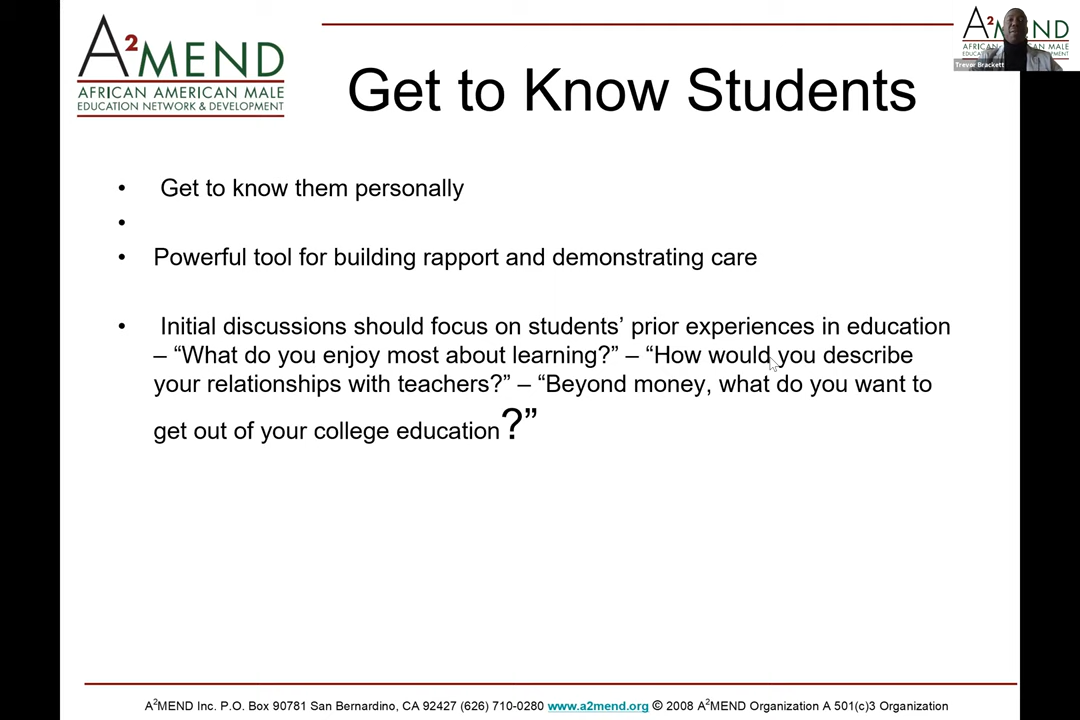 A²MEND
AFRICAN AMERICAN MALE
EDUCATION NETWORK & DEVELOPMENT
Trevor Brackett
Get to Know Students
• Get to know them personally
•
• Powerful tool for building rapport and demonstrating care
• Initial discussions should focus on students’ prior experiences in education
– “What do you enjoy most about learning?” – “How would you describe
your relationships with teachers?” – “Beyond money, what do you want to
get out of your college education?”
A²MEND Inc. P.O. Box 90781 San Bernardino, CA 92427 (626) 710-0280 www.a2mend.org © 2008 A²MEND Organization A 501(c)3 Organization